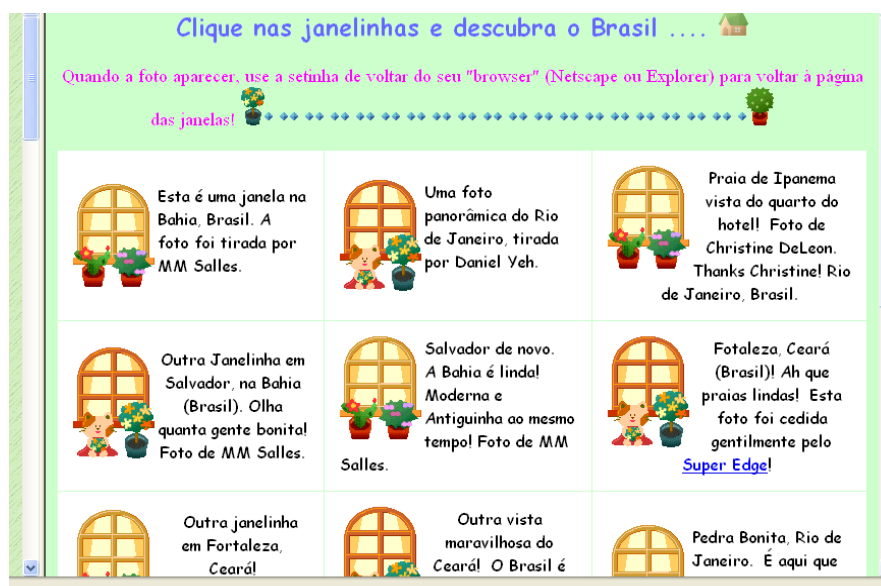 Clique nas janelinhas e descubra o Brasil ....
Quando a foto aparecer, use a setinha de voltar do seu "browser" (Netscape ou Explorer) para voltar à página
das janelas!
Esta é uma janela na
Bahia, Brasil. A
foto foi tirada por
MM Salles.
Uma foto
panorâmica do Rio
de Janeiro, tirada
por Daniel Yeh.
Praia de Ipanema
vista do quarto do
hotel! Foto de
Christine DeLeon.
Thanks Christine! Rio
de Janeiro, Brasil.
Outra Janelinha em
Salvador, na Bahia
(Brasil). Olha
quanta gente bonita!
Foto de MM Salles.
Salvador de novo.
A Bahia é linda!
Moderna e
Antiguinha ao mesmo
tempo! Foto de MM
Salles.
Fotaleza, Ceará
(Brasil)! Ah que
praias lindas! Esta
foto foi cedida
gentilmente pelo
Super Edge!
Outra janelinha
em Fortaleza,
Ceará!
Outra vista
maravilhosa do
Ceará! O Brasil é
Pedra Bonita, Rio de
Janeiro. É aqui que